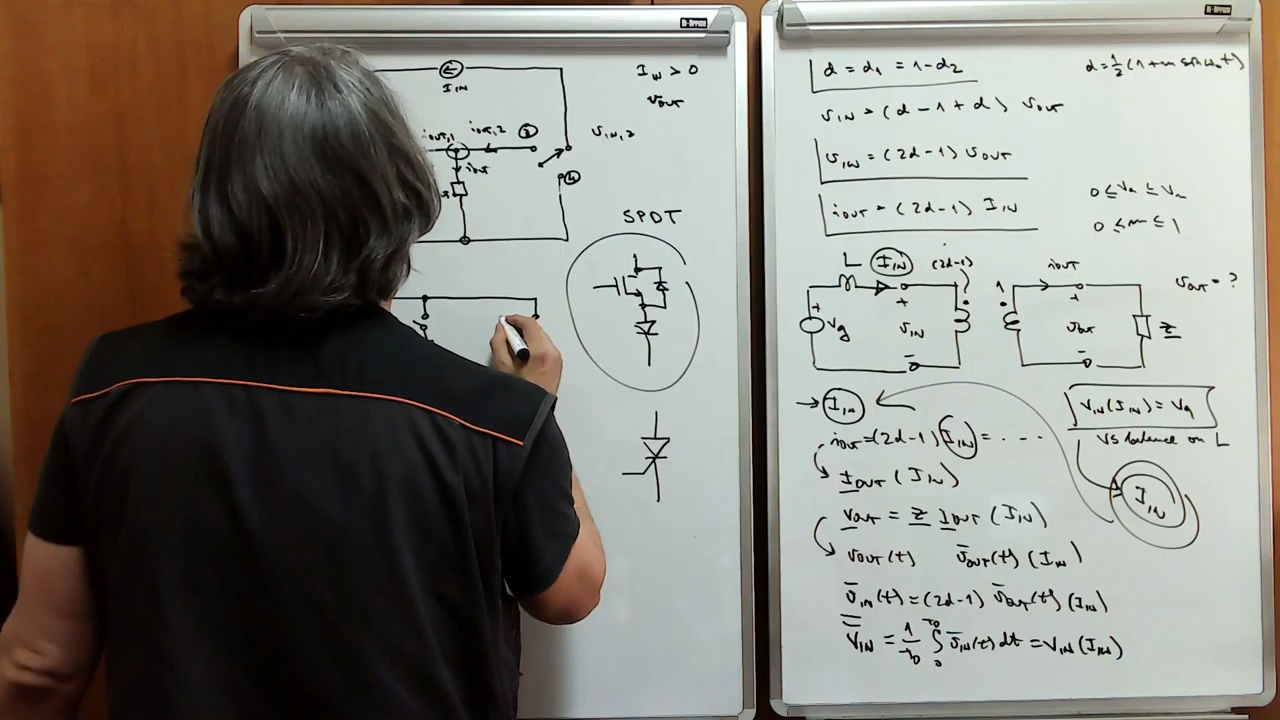 I_IN
I_IN > 0
v_OUT
i_OUT,1 i_OUT,2 ③
v_IN,2
i_OUT
④
SPDT
d = d₁ = 1 - d₂
d = 1/2 (1 + m sin ω₀t)
v_IN = (d - 1 + d) v_OUT
v_IN = (2d - 1) v_OUT
i_OUT = (2d - 1) I_IN
0 ≤ m ≤ 1
L I_IN (2d-1) 1 i_OUT
v_OUT = ?
+ V_g + v_IN - + v_OUT - Z
→ I_IN
V_IN(I_IN) = V_g
i_OUT = (2d-1) I_IN = ...
VS balance on L
I_OUT (I_IN)
I_IN
V_OUT = Z I_OUT (I_IN)
v_OUT(t) v̄_OUT(t) (I_IN)
v̄_IN(t) = (2d-1) v̄_OUT(t) (I_IN)
V_IN = 1/T₀ ∫₀^T₀ v̄_IN(t) dt = V_IN(I_IN)